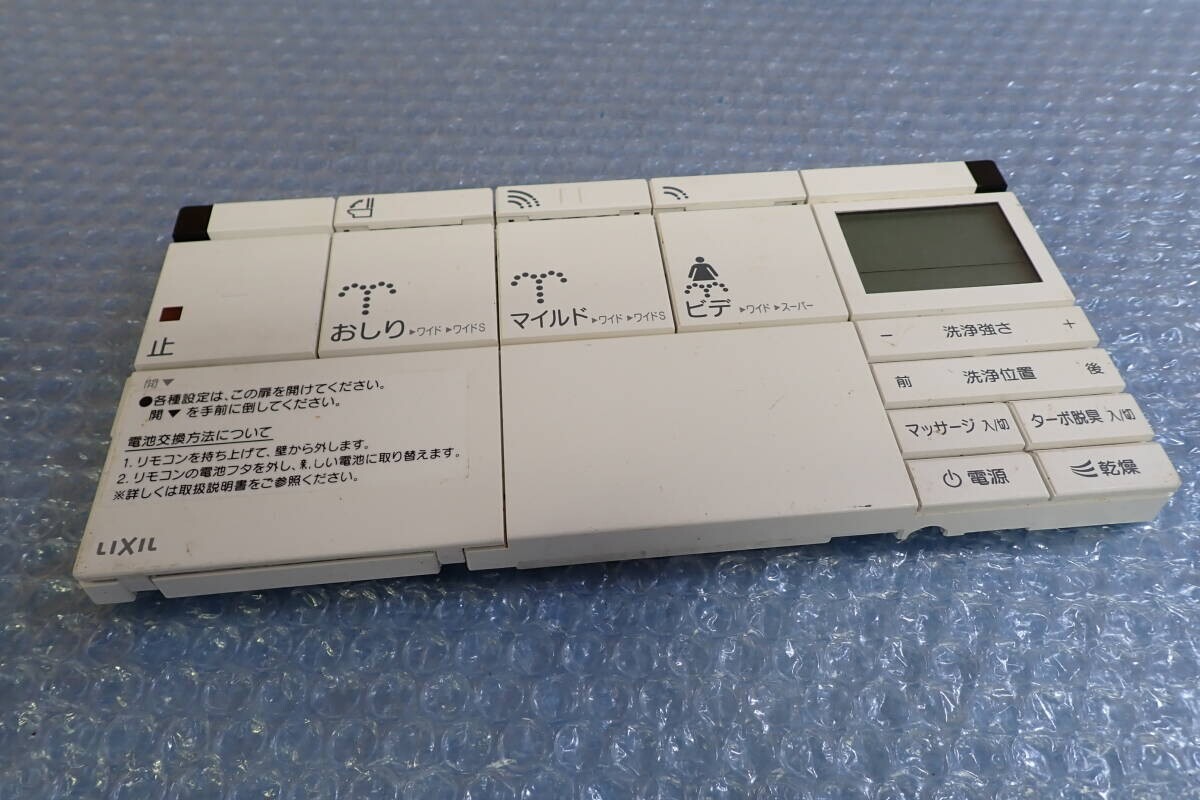 止
おしり ▶ワイド ▶ワイドS
マイルド ▶ワイド ▶ワイドS
ビデ ▶ワイド ▶スーパー
− 洗浄強さ +
前 洗浄位置 後
マッサージ 入/切
ターボ脱臭 入/切
電源
乾燥
開▼
●各種設定は、この扉を開けてください。
開 ▼ を手前に倒してください。
電池交換方法について
1. リモコンを持ち上げて、壁から外します。
2. リモコンの電池フタを外し、新しい電池に取り替えます。
※詳しくは取扱説明書をご参照ください。
LIXIL